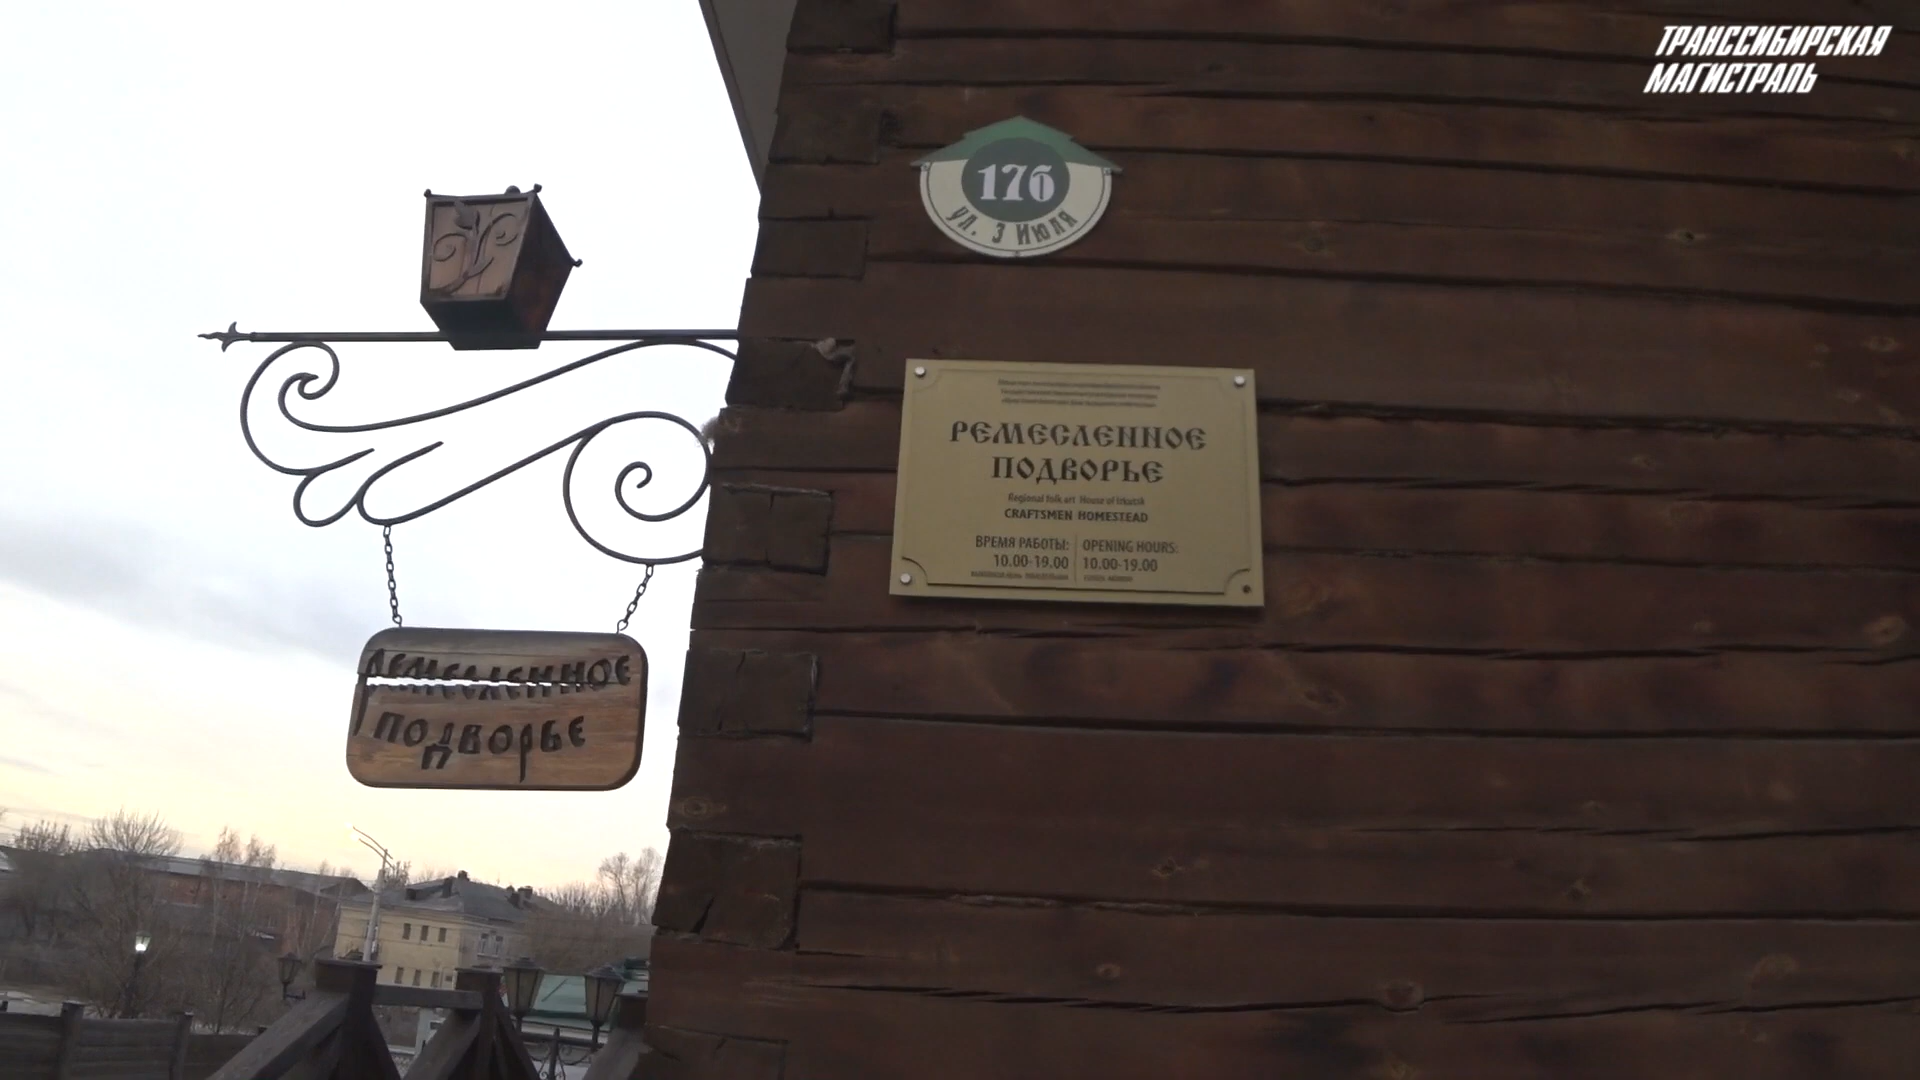 ТРАНССИБИРСКАЯ
МАГИСТРАЛЬ
17б
ул. 3 Июля
РЕМЕСЛЕННОЕ
ПОДВОРЬЕ
Regional folk art House of Irkutsk
CRAFTSMEN HOMESTEAD
ВРЕМЯ РАБОТЫ:
10.00-19.00
OPENING HOURS:
10.00-19.00
РЕМЕСЛЕННОЕ
ПОДВОРЬЕ